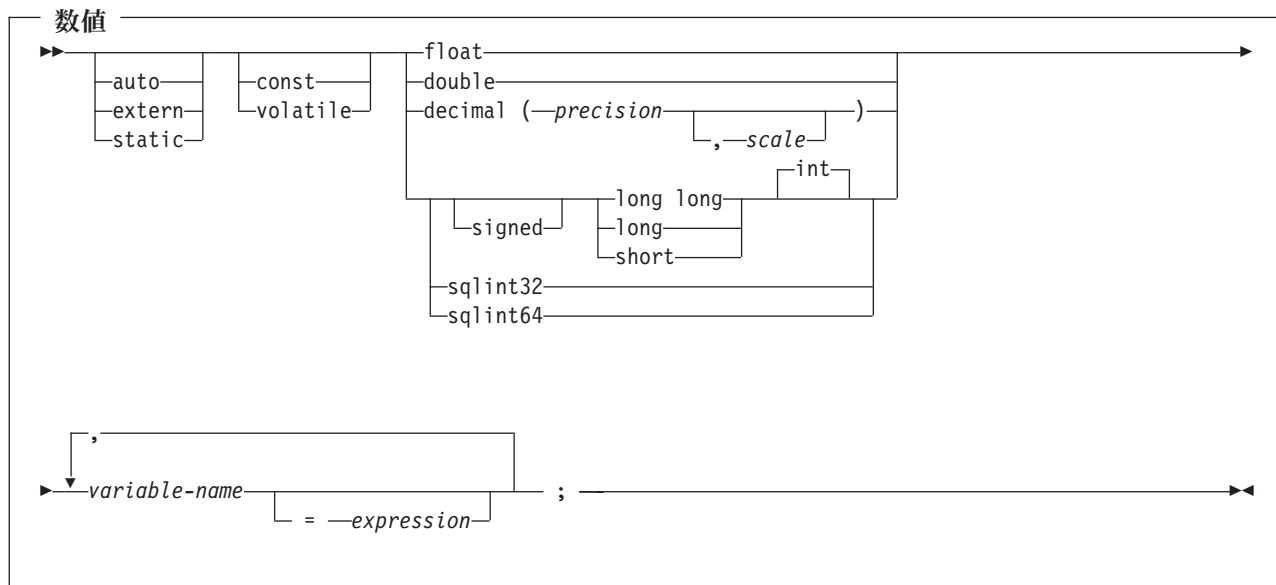 数値
float
auto const double
extern volatile decimal ( precision )
static , scale
int
long long
signed long
short
sqlint32
sqlint64
,
variable-name ;
= expression